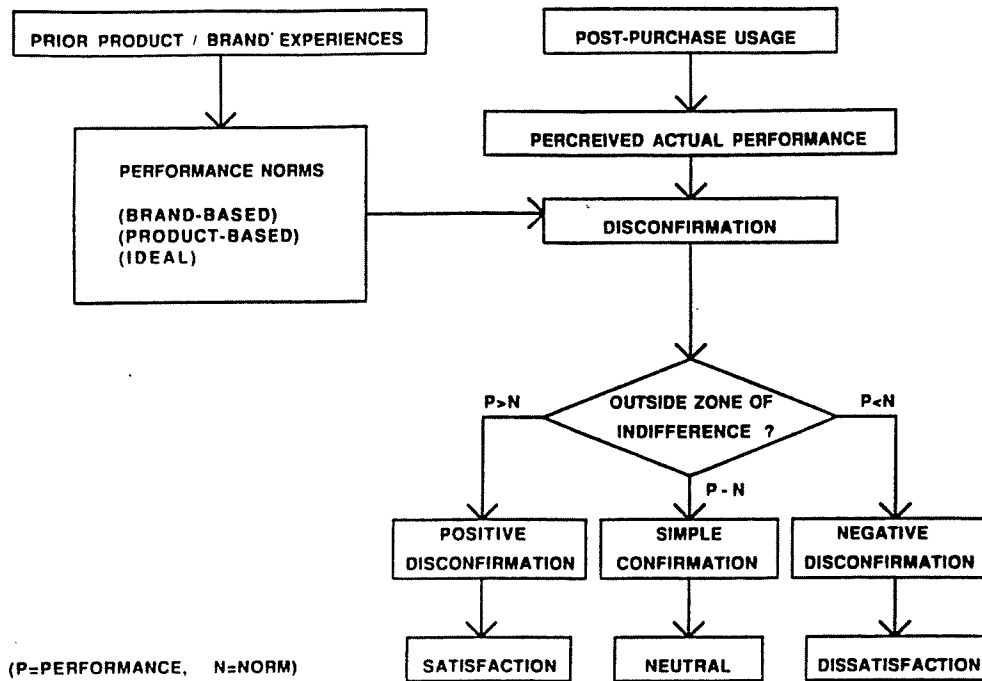 PRIOR PRODUCT / BRAND EXPERIENCES
POST-PURCHASE USAGE
PERCREIVED ACTUAL PERFORMANCE
PERFORMANCE NORMS
(BRAND-BASED)
(PRODUCT-BASED)
(IDEAL)
DISCONFIRMATION
P>N
OUTSIDE ZONE OF
INDIFFERENCE ?
P<N
P - N
POSITIVE
DISCONFIRMATION
SIMPLE
CONFIRMATION
NEGATIVE
DISCONFIRMATION
SATISFACTION
NEUTRAL
DISSATISFACTION
(P=PERFORMANCE, N=NORM)